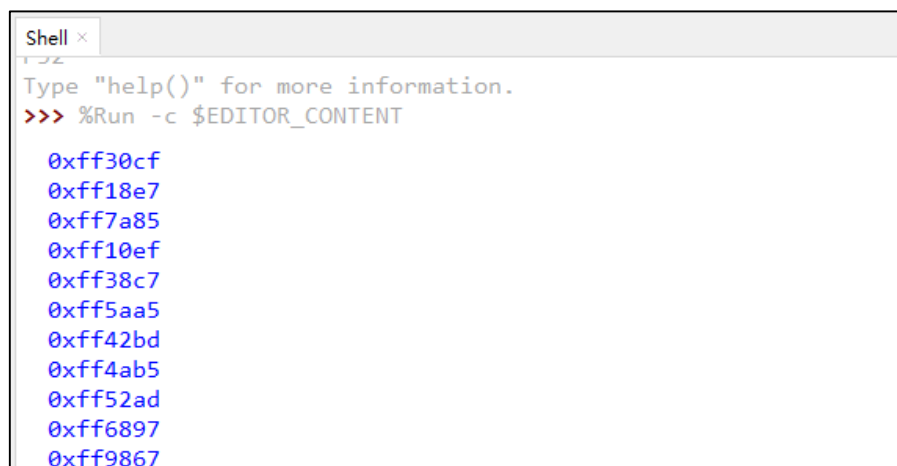 Shell ×
Type "help()" for more information.
>>> %Run -c $EDITOR_CONTENT
0xff30cf
0xff18e7
0xff7a85
0xff10ef
0xff38c7
0xff5aa5
0xff42bd
0xff4ab5
0xff52ad
0xff6897
0xff9867